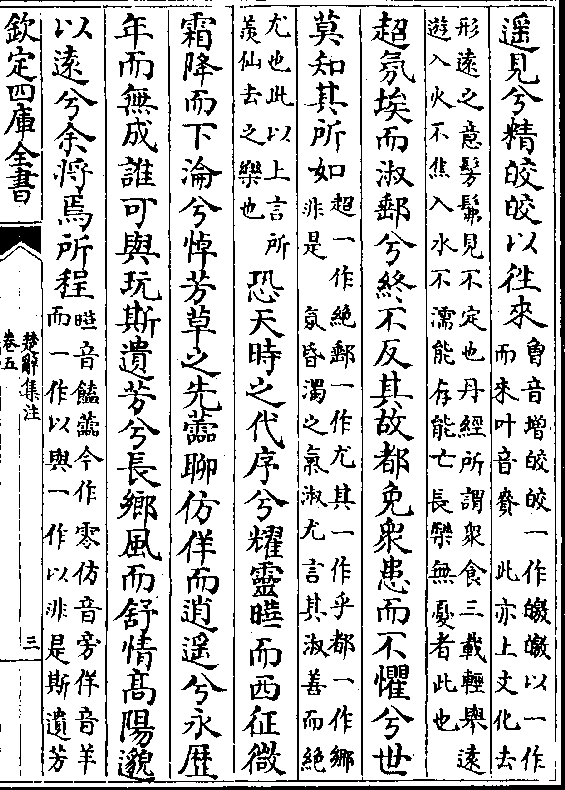 遥見兮精皎皎以徃來
曾音增皎皎一作皦皦以一作
而來叶音賚 此亦上文化去
形遠之意髣髴見不定也丹經所謂衆食三載輕舉遠
遊入火不焦入水不濡能存能亡長樂無憂者此也
超氛埃而淑郵兮終不反其故都免衆患而不懼兮世
莫知其所如
超一作絶郵一作尤其一作乎都一作鄉
非是 氛昏濁之氣淑尤言其淑善而絶
尤也此以上言所
羨仙去之樂也
恐天時之代序兮耀靈曄而西征微
霜降而下淪兮悼芳草之先蘦聊仿佯而逍遥兮永歴
年而無成誰可與玩斯遺芳兮長鄉風而舒情髙陽邈
以遠兮余將焉所程
曄音饁蘦今作零仿音旁佯音羊
而一作以與一作以非是斯遺芳
欽定四庫全書
楚辭集注
卷五
三